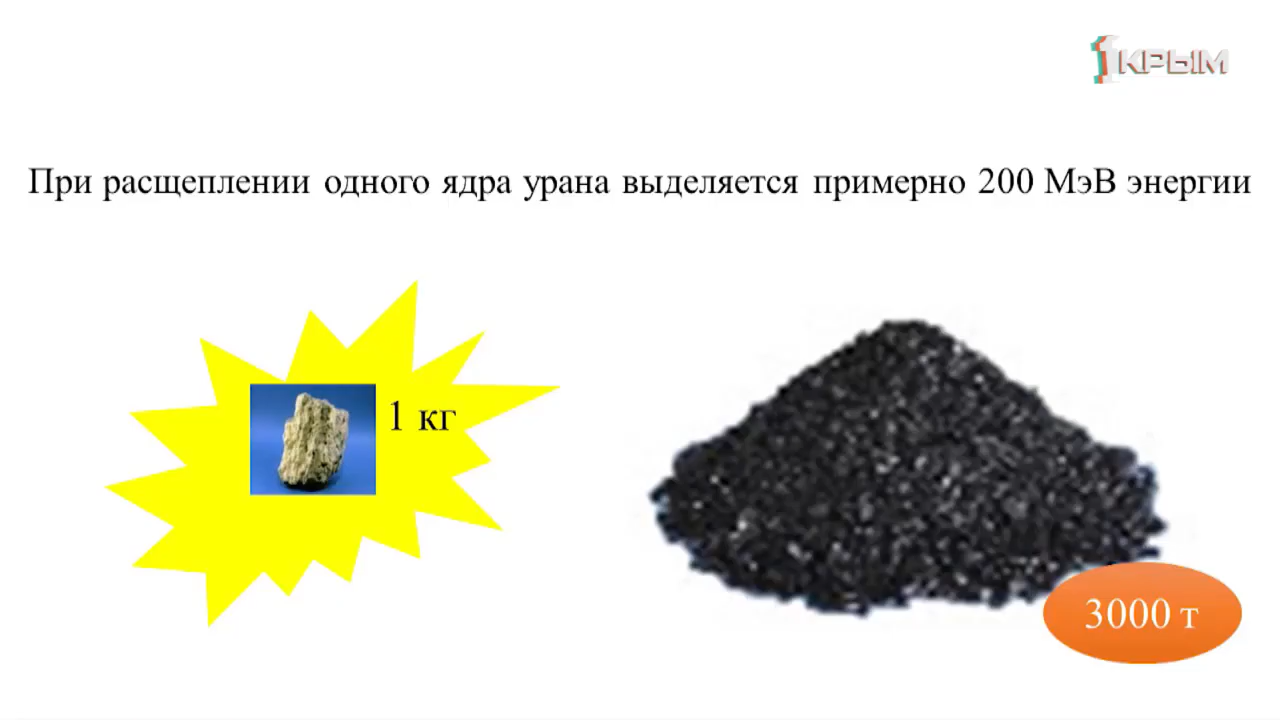 1КРЫМ
При расщеплении одного ядра урана выделяется примерно 200 МэВ энергии
1 кг
3000 т